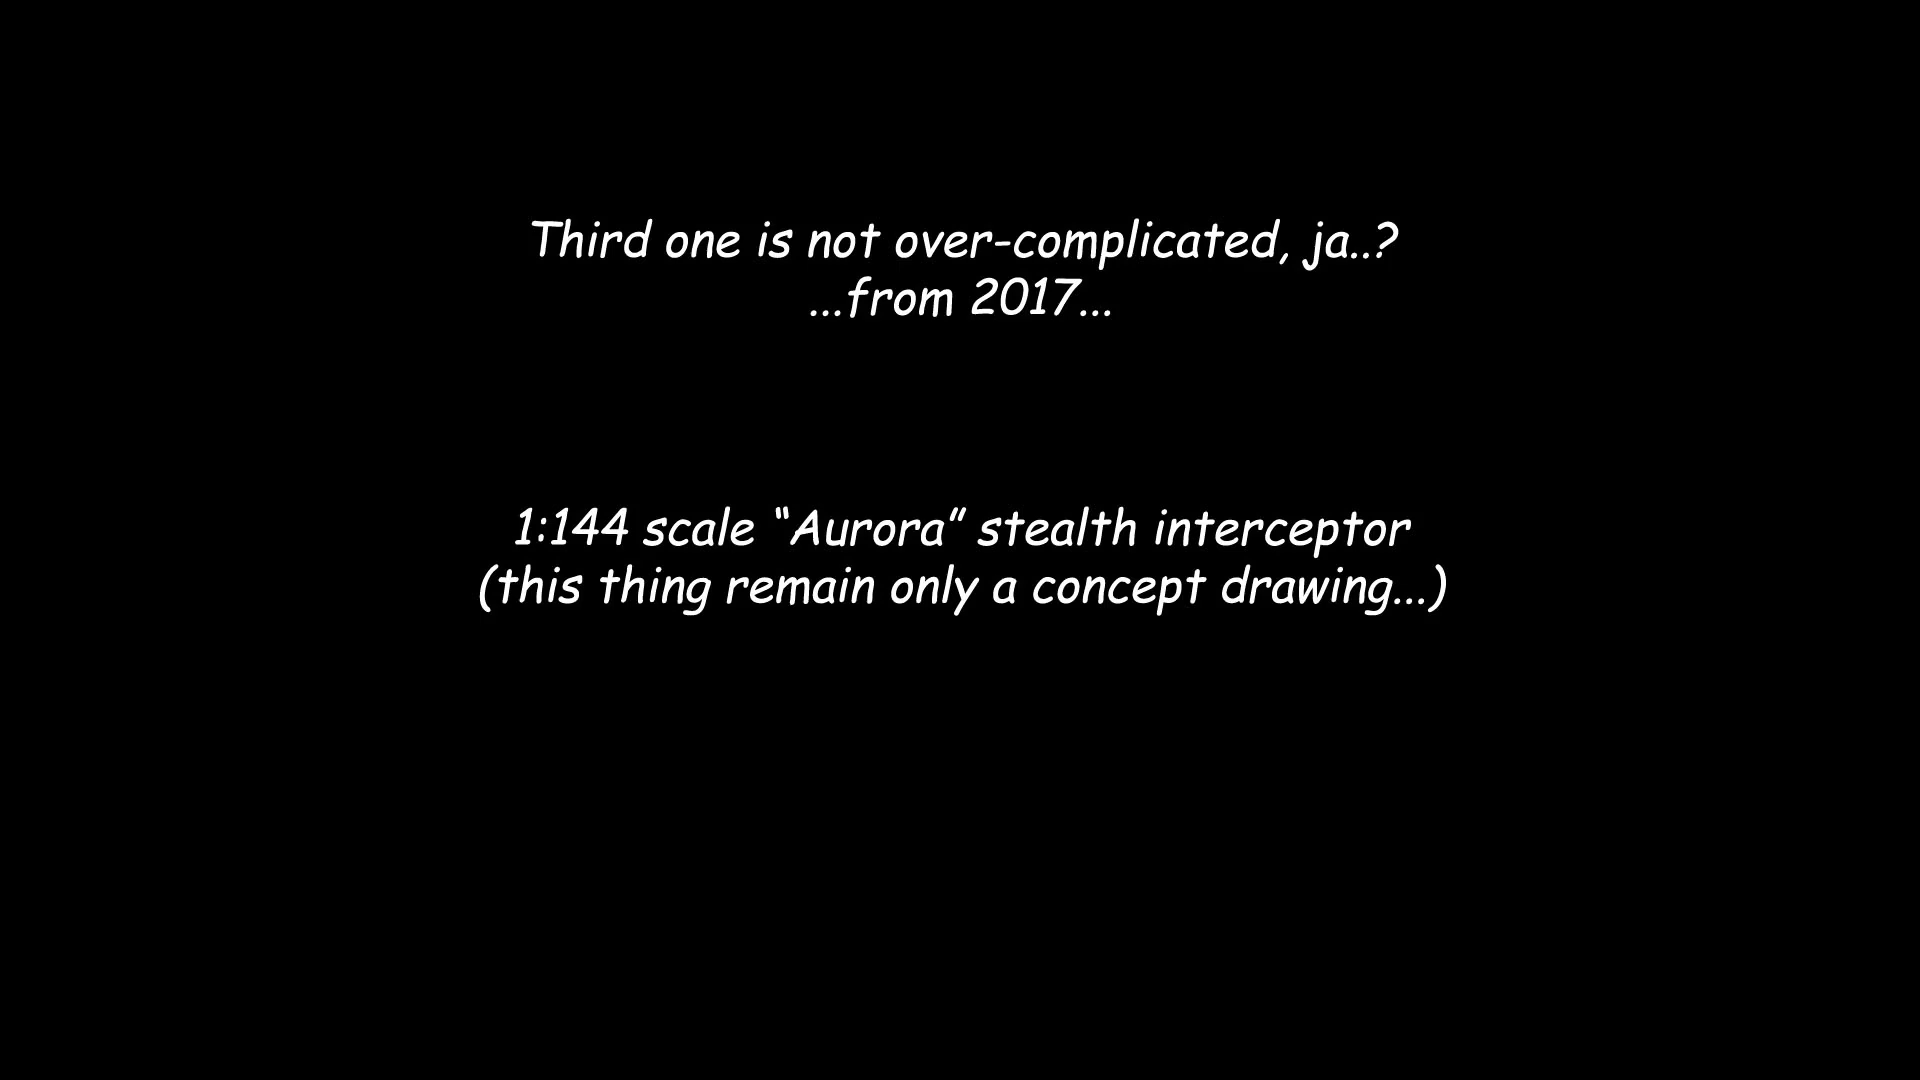 Third one is not over-complicated, ja..?
...from 2017...
1:144 scale “Aurora” stealth interceptor
(this thing remain only a concept drawing...)